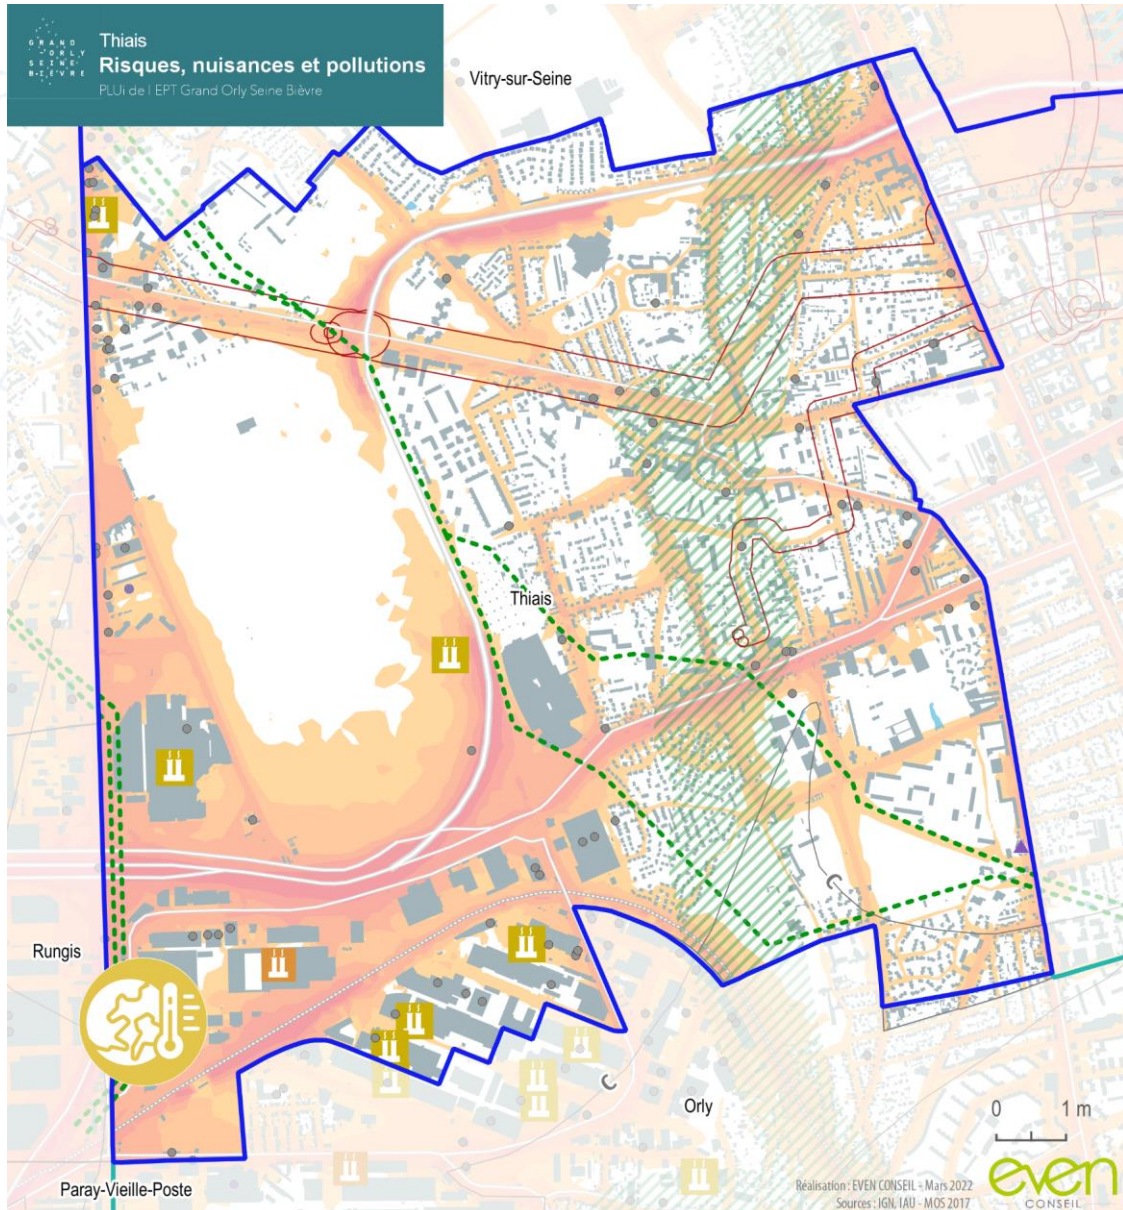 GRAND
ORLY
SEINE
BIÈVRE
Thiais
Risques, nuisances et pollutions
PLUi de l EPT Grand Orly Seine Bièvre
Vitry-sur-Seine
Thiais
C
Rungis
C
Orly
0 1 m
Paray-Vieille-Poste
Réalisation : EVEN CONSEIL - Mars 2022
Sources : IGN, IAU - MOS 2017
even
CONSEIL